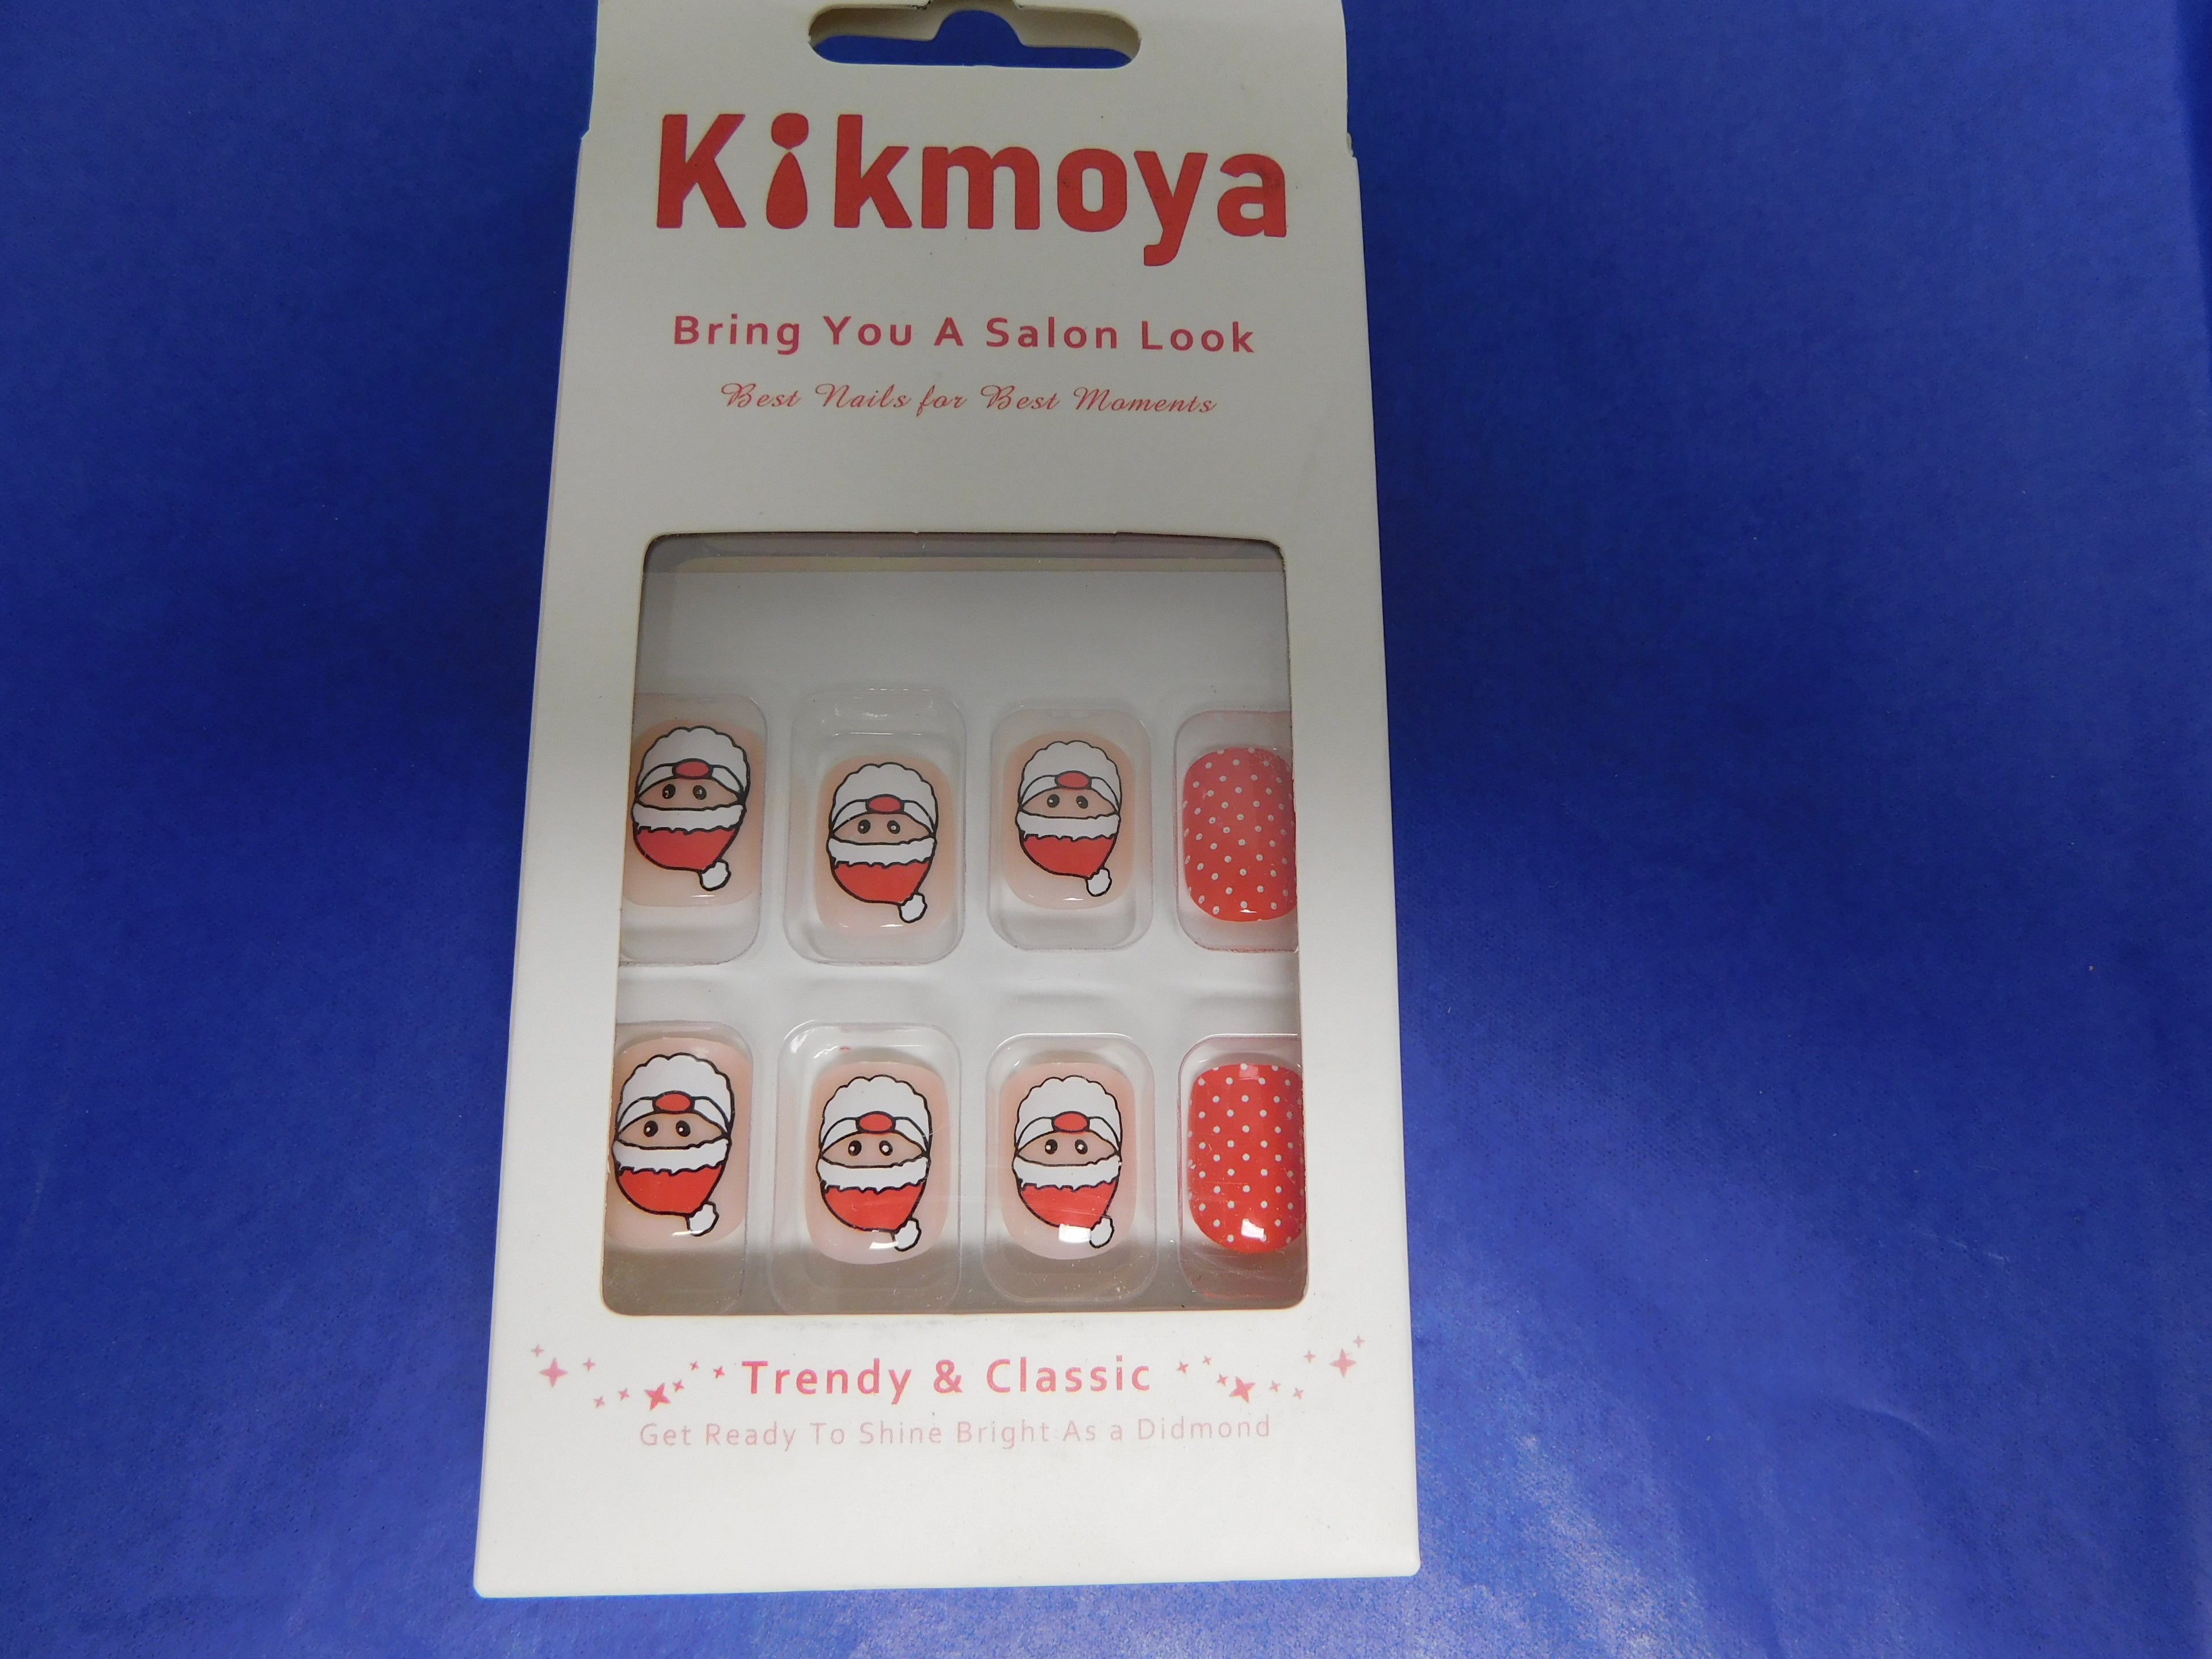 Kikmoya
Bring You A Salon Look
Best Nails for Best Moments
Trendy & Classic
Get Ready To Shine Bright As a Didmond